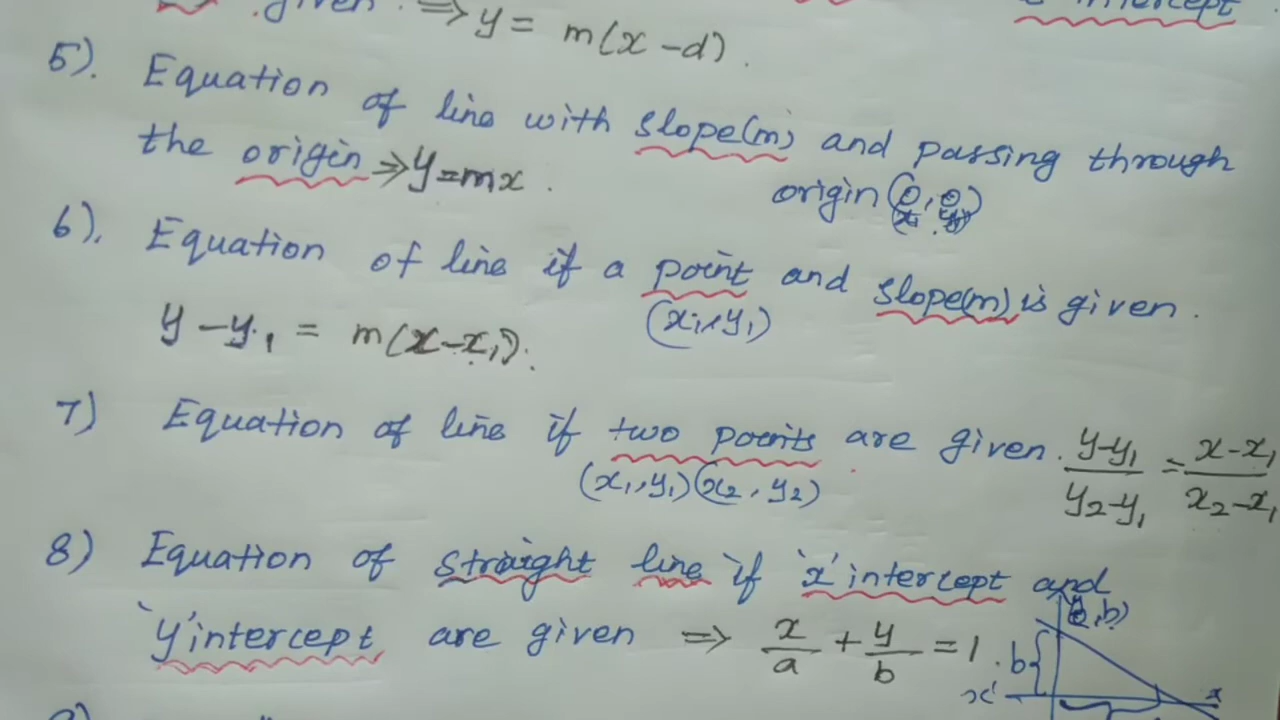 given ⇒ y = m(x-d).
intercept
5). Equation of line with slope(m) and passing through
the origin ⇒ y=mx.
origin (0,0)
6). Equation of line if a point and slope(m) is given.
(x₁,y₁)
y-y₁ = m(x-x₁).
7) Equation of line if two points are given. (y-y₁)/(y₂-y₁) = (x-x₁)/(x₂-x₁)
(x₁,y₁)(x₂,y₂)
8) Equation of straight line if 'x' intercept and
'y' intercept are given ⇒ x/a + y/b = 1.
b
x'
x